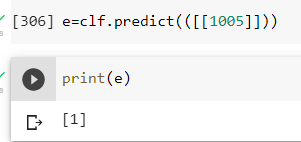 [306] e=clf.predict(([[1005]]))
print(e)
[1]